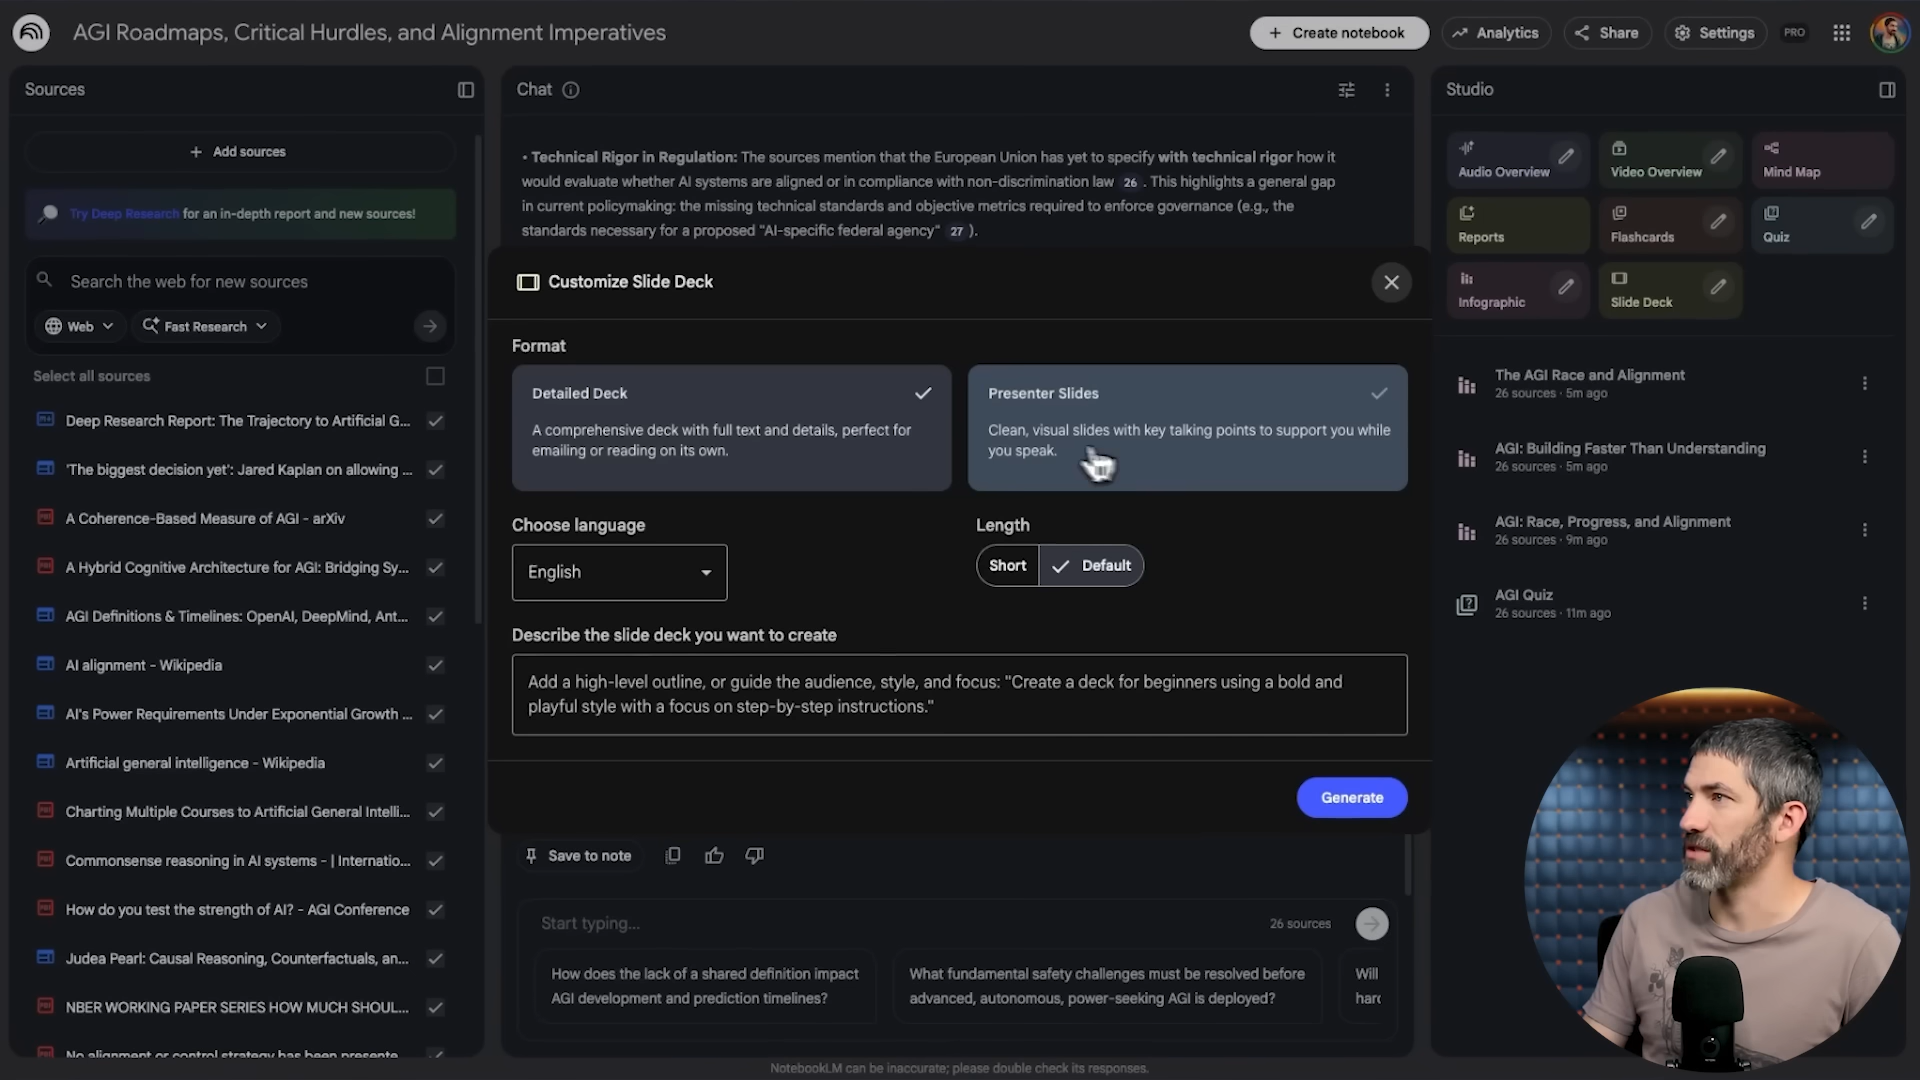 AGI Roadmaps, Critical Hurdles, and Alignment Imperatives
+ Create notebook
Analytics
Share
Settings
PRO
Sources
+ Add sources
Try Deep Research for an in-depth report and new sources!
Search the web for new sources
Web
Fast Research
Select all sources
Deep Research Report: The Trajectory to Artificial G...
'The biggest decision yet': Jared Kaplan on allowing ...
A Coherence-Based Measure of AGI - arXiv
A Hybrid Cognitive Architecture for AGI: Bridging Sy...
AGI Definitions & Timelines: OpenAI, DeepMind, Ant...
AI alignment - Wikipedia
AI's Power Requirements Under Exponential Growth ...
Artificial general intelligence - Wikipedia
Charting Multiple Courses to Artificial General Intelli...
Commonsense reasoning in AI systems - | Internatio...
How do you test the strength of AI? - AGI Conference
Judea Pearl: Causal Reasoning, Counterfactuals, an...
NBER WORKING PAPER SERIES HOW MUCH SHOUL...
No alignment or control strategy has been presente...
Chat
• Technical Rigor in Regulation: The sources mention that the European Union has yet to specify with technical rigor how it
would evaluate whether AI systems are aligned or in compliance with non-discrimination law 26 . This highlights a general gap
in current policymaking: the missing technical standards and objective metrics required to enforce governance (e.g., the
standards necessary for a proposed "AI-specific federal agency" 27 ).
Customize Slide Deck
Format
Detailed Deck
A comprehensive deck with full text and details, perfect for
emailing or reading on its own.
Presenter Slides
Clean, visual slides with key talking points to support you while
you speak.
Choose language
English
Length
Short
Default
Describe the slide deck you want to create
Add a high-level outline, or guide the audience, style, and focus: "Create a deck for beginners using a bold and
playful style with a focus on step-by-step instructions."
Generate
Save to note
Start typing...
26 sources
How does the lack of a shared definition impact
AGI development and prediction timelines?
What fundamental safety challenges must be resolved before
advanced, autonomous, power-seeking AGI is deployed?
Will
hard
NotebookLM can be inaccurate; please double check its responses.
Studio
Audio Overview
Video Overview
Mind Map
Reports
Flashcards
Quiz
Infographic
Slide Deck
The AGI Race and Alignment
26 sources · 5m ago
AGI: Building Faster Than Understanding
26 sources · 5m ago
AGI: Race, Progress, and Alignment
26 sources · 9m ago
AGI Quiz
26 sources · 11m ago